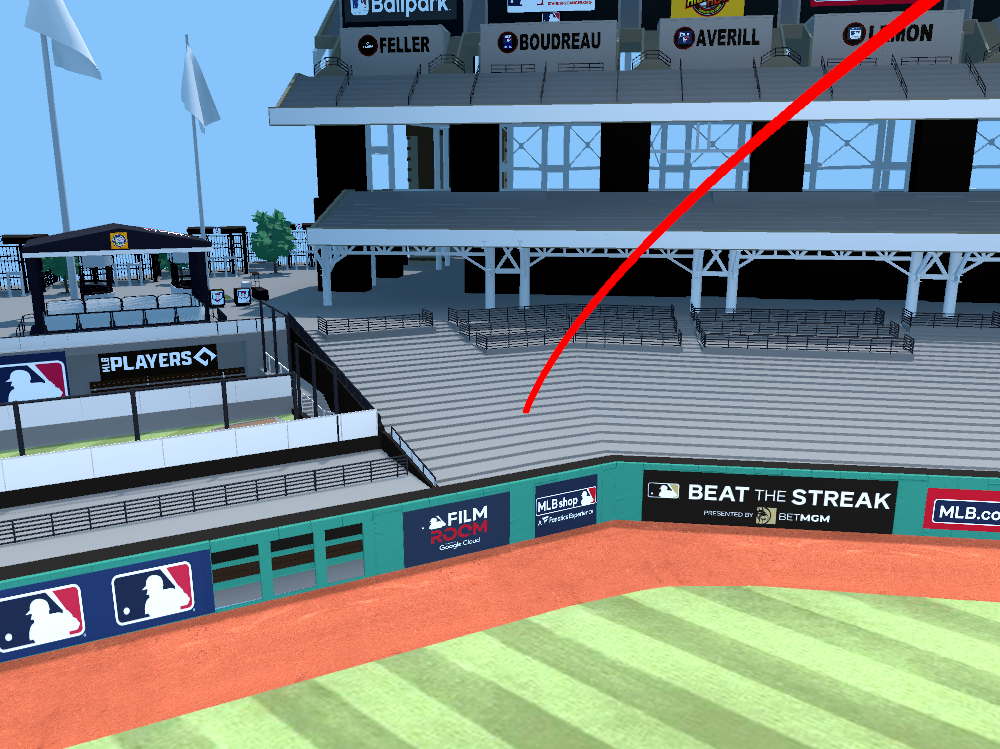 Ballpark
FELLER
BOUDREAU
AVERILL
LEMON
MLB PLAYERS
BEAT THE STREAK
PRESENTED BY BETMGM
FILM
ROOM
Google Cloud
MLB shop
A Fanatics Experience
MLB.co